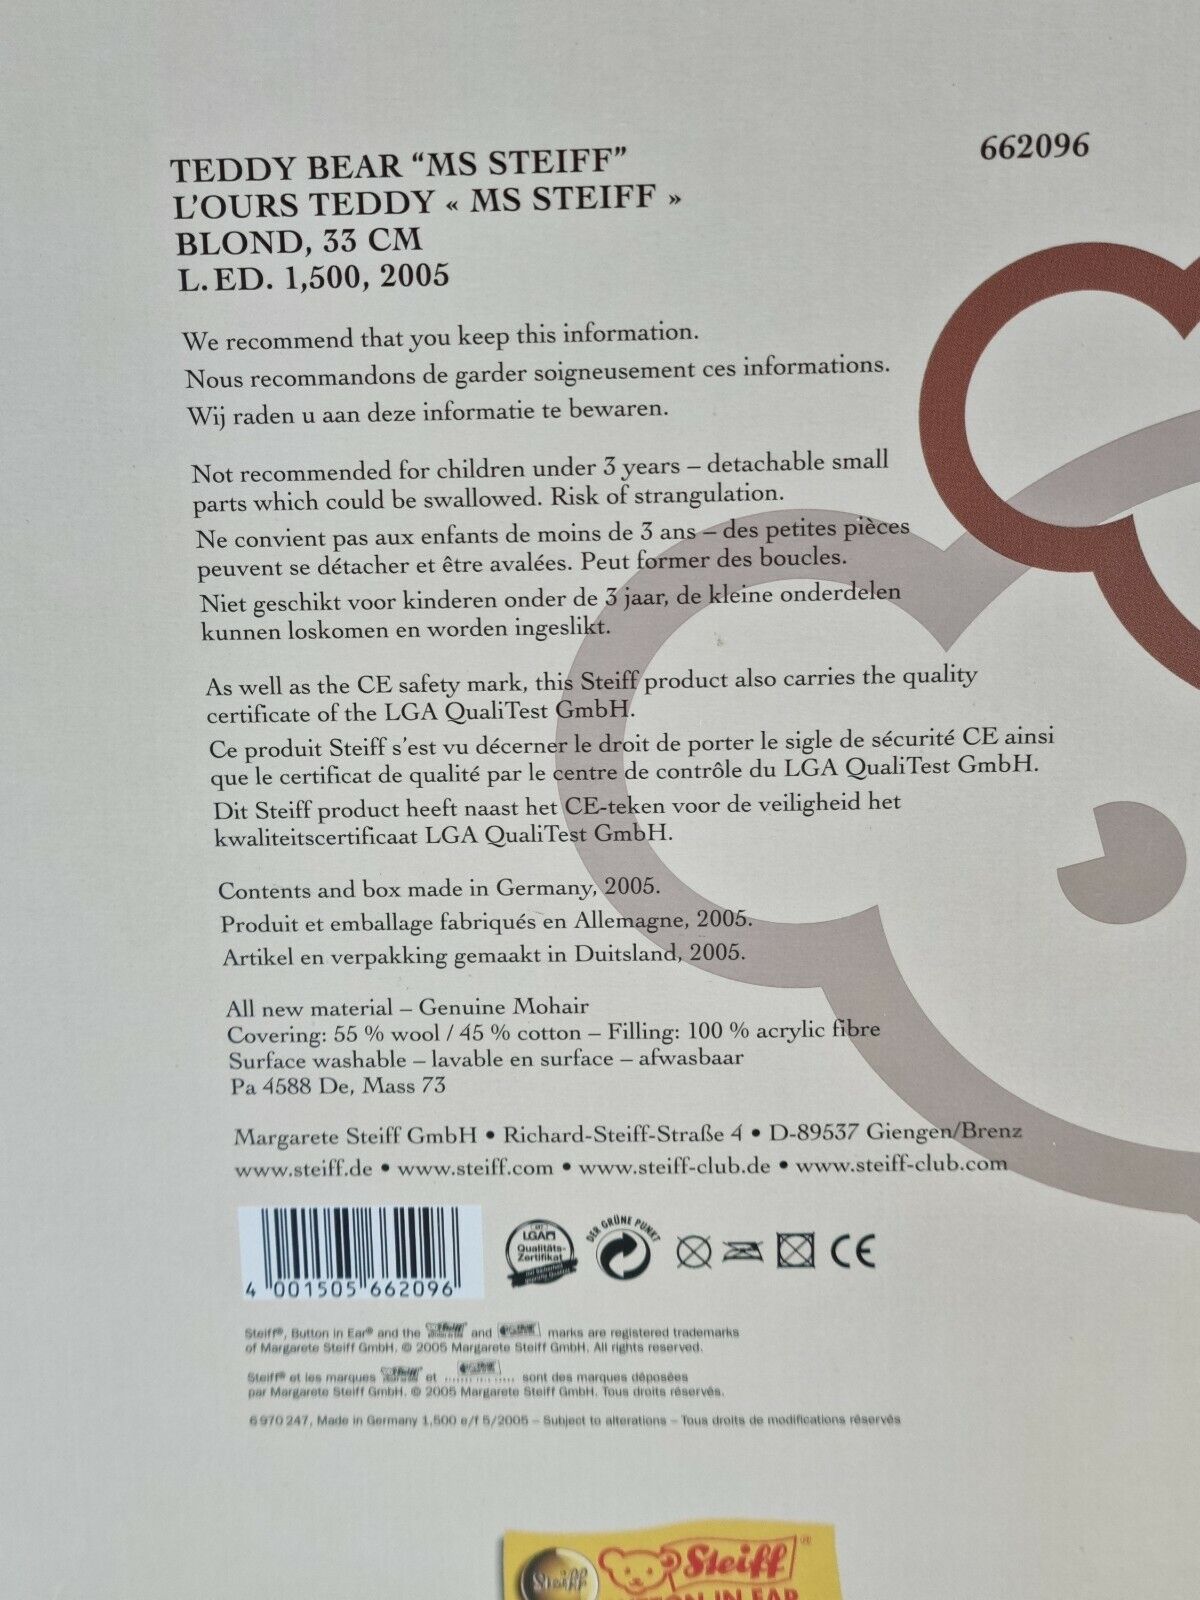 TEDDY BEAR “MS STEIFF”
662096
L’OURS TEDDY « MS STEIFF »
BLOND, 33 CM
L. ED. 1,500, 2005
We recommend that you keep this information.
Nous recommandons de garder soigneusement ces informations.
Wij raden u aan deze informatie te bewaren.
Not recommended for children under 3 years – detachable small
parts which could be swallowed. Risk of strangulation.
Ne convient pas aux enfants de moins de 3 ans – des petites pièces
peuvent se détacher et être avalées. Peut former des boucles.
Niet geschikt voor kinderen onder de 3 jaar, de kleine onderdelen
kunnen loskomen en worden ingeslikt.
As well as the CE safety mark, this Steiff product also carries the quality
certificate of the LGA QualiTest GmbH.
Ce produit Steiff s’est vu décerner le droit de porter le sigle de sécurité CE ainsi
que le certificat de qualité par le centre de contrôle du LGA QualiTest GmbH.
Dit Steiff product heeft naast het CE-teken voor de veiligheid het
kwaliteitscertificaat LGA QualiTest GmbH.
Contents and box made in Germany, 2005.
Produit et emballage fabriqués en Allemagne, 2005.
Artikel en verpakking gemaakt in Duitsland, 2005.
All new material – Genuine Mohair
Covering: 55 % wool / 45 % cotton – Filling: 100 % acrylic fibre
Surface washable – lavable en surface – afwasbaar
Pa 4588 De, Mass 73
Margarete Steiff GmbH • Richard-Steiff-Straße 4 • D-89537 Giengen/Brenz
www.steiff.de • www.steiff.com • www.steiff-club.de • www.steiff-club.com
4 001505 662096
LGA
Qualitäts-
Zertifikat
DER GRÜNE PUNKT
CE
Steiff®, Button in Ear® and the Steiff and marks are registered trademarks
of Margarete Steiff GmbH. © 2005 Margarete Steiff GmbH. All rights reserved.
Steiff® et les marques Steiff et sont des marques déposées
par Margarete Steiff GmbH. © 2005 Margarete Steiff GmbH. Tous droits réservés.
6 970 247, Made in Germany 1,500 e/f 5/2005 – Subject to alterations – Tous droits de modifications réservés
Steiff
Steiff®
BUTTON IN EAR